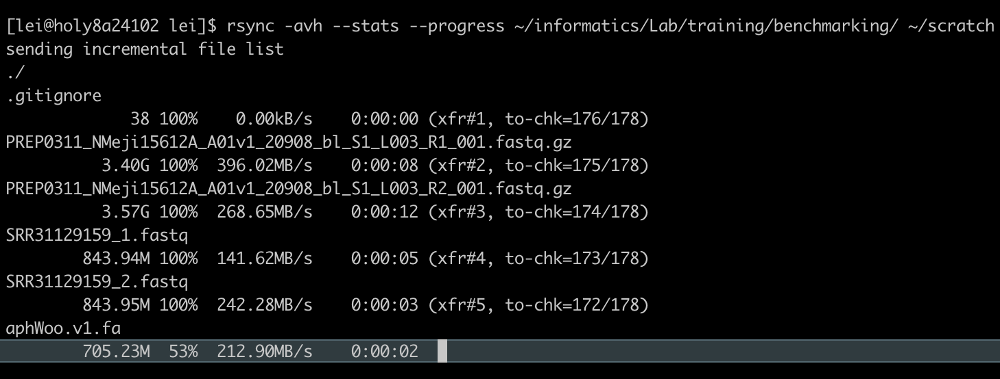 [lei@holy8a24102 lei]$ rsync -avh --stats --progress ~/informatics/Lab/training/benchmarking/ ~/scratch
sending incremental file list
./
.gitignore
             38 100%    0.00kB/s    0:00:00 (xfr#1, to-chk=176/178)
PREP0311_NMeji15612A_A01v1_20908_bl_S1_L003_R1_001.fastq.gz
          3.40G 100%  396.02MB/s    0:00:08 (xfr#2, to-chk=175/178)
PREP0311_NMeji15612A_A01v1_20908_bl_S1_L003_R2_001.fastq.gz
          3.57G 100%  268.65MB/s    0:00:12 (xfr#3, to-chk=174/178)
SRR31129159_1.fastq
        843.94M 100%  141.62MB/s    0:00:05 (xfr#4, to-chk=173/178)
SRR31129159_2.fastq
        843.95M 100%  242.28MB/s    0:00:03 (xfr#5, to-chk=172/178)
aphWoo.v1.fa
        705.23M  53%  212.90MB/s    0:00:02